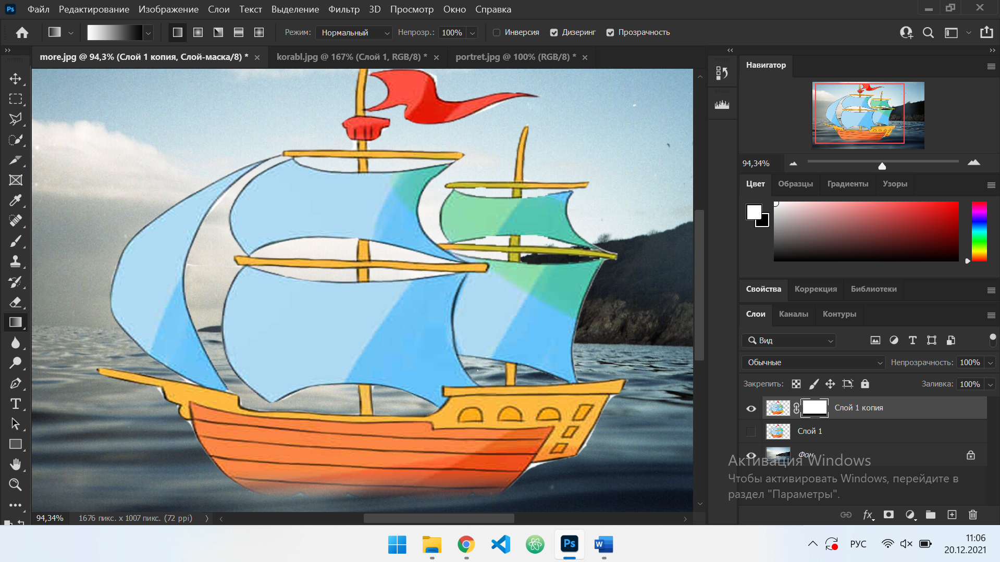 Ps Файл Редактирование Изображение Слои Текст Выделение Фильтр 3D Просмотр Окно Справка
Режим: Нормальный Непрозр.: 100% Инверсия Дизеринг Прозрачность
more.jpg @ 94,3% (Слой 1 копия, Слой-маска/8) * korabl.jpg @ 167% (Слой 1, RGB/8) * portret.jpg @ 100% (RGB/8) *
Навигатор
94,34%
Цвет Образцы Градиенты Узоры
Свойства Коррекция Библиотеки
Слои Каналы Контуры
Вид
Обычные Непрозрачность: 100%
Закрепить: Заливка: 100%
Слой 1 копия
Слой 1
Фон
Активация Windows
Чтобы активировать Windows, перейдите в
раздел "Параметры".
94,34% 1676 пикс. x 1007 пикс. (72 ppi)
fx
Ps W РУС 11:06
20.12.2021